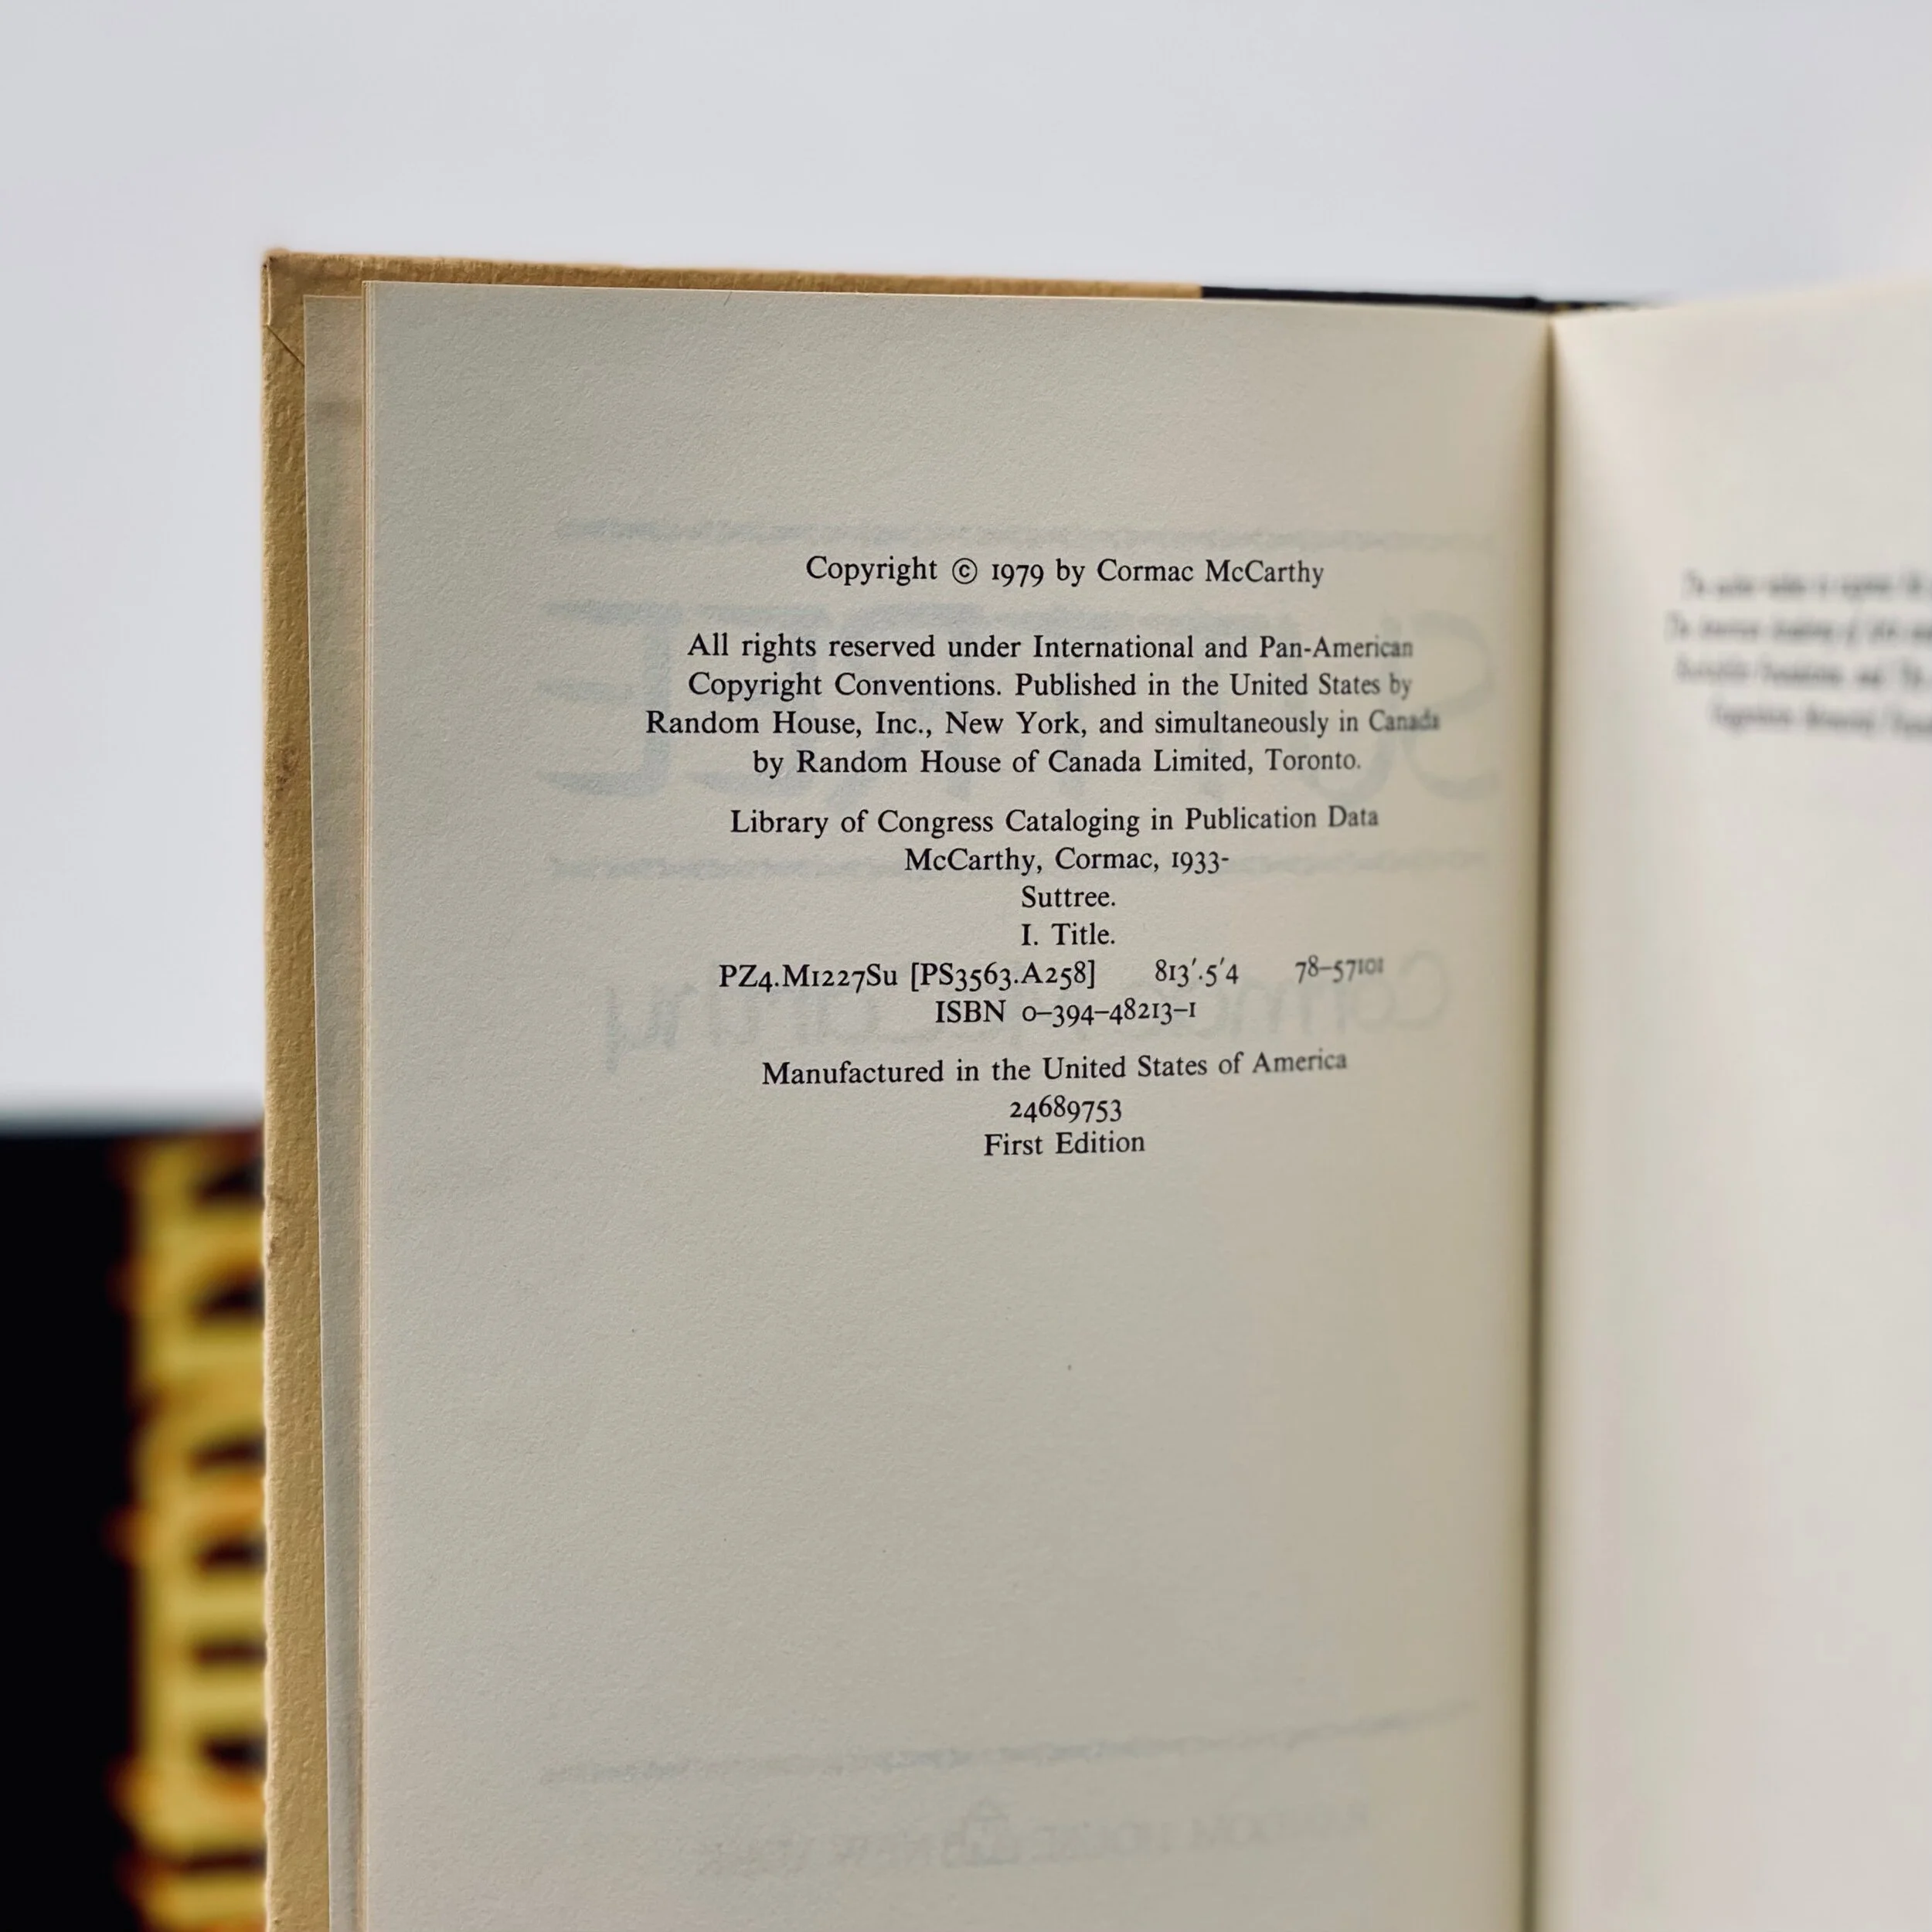 Copyright © 1979 by Cormac McCarthy
All rights reserved under International and Pan-American
Copyright Conventions. Published in the United States by
Random House, Inc., New York, and simultaneously in Canada
by Random House of Canada Limited, Toronto.
Library of Congress Cataloging in Publication Data
McCarthy, Cormac, 1933-
Suttree.
I. Title.
PZ4.M1227Su [PS3563.A258] 813′.5′4 78–57101
ISBN 0–394–48213–1
Manufactured in the United States of America
24689753
First Edition